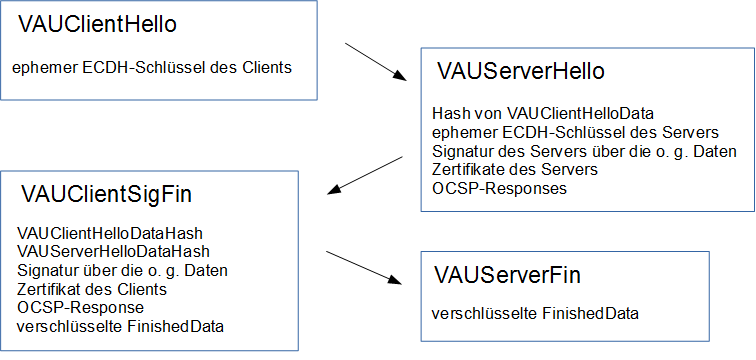 VAUClientHello
ephemer ECDH-Schlüssel des Clients
VAUServerHello
Hash von VAUClientHelloData
ephemer ECDH-Schlüssel des Servers
Signatur des Servers über die o. g. Daten
Zertifikate des Servers
OCSP-Responses
VAUClientSigFin
VAUClientHelloDataHash
VAUServerHelloDataHash
Signatur über die o. g. Daten
Zertifikat des Clients
OCSP-Response
verschlüsselte FinishedData
VAUServerFin
verschlüsselte FinishedData